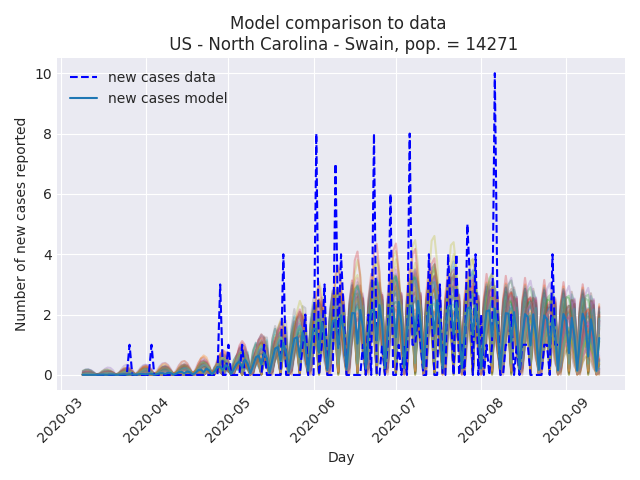 Model comparison to data
US - North Carolina - Swain, pop. = 14271
new cases data
new cases model
Number of new cases reported
10
8
6
4
2
0
2020-03
2020-04
2020-05
2020-06
2020-07
2020-08
2020-09
Day